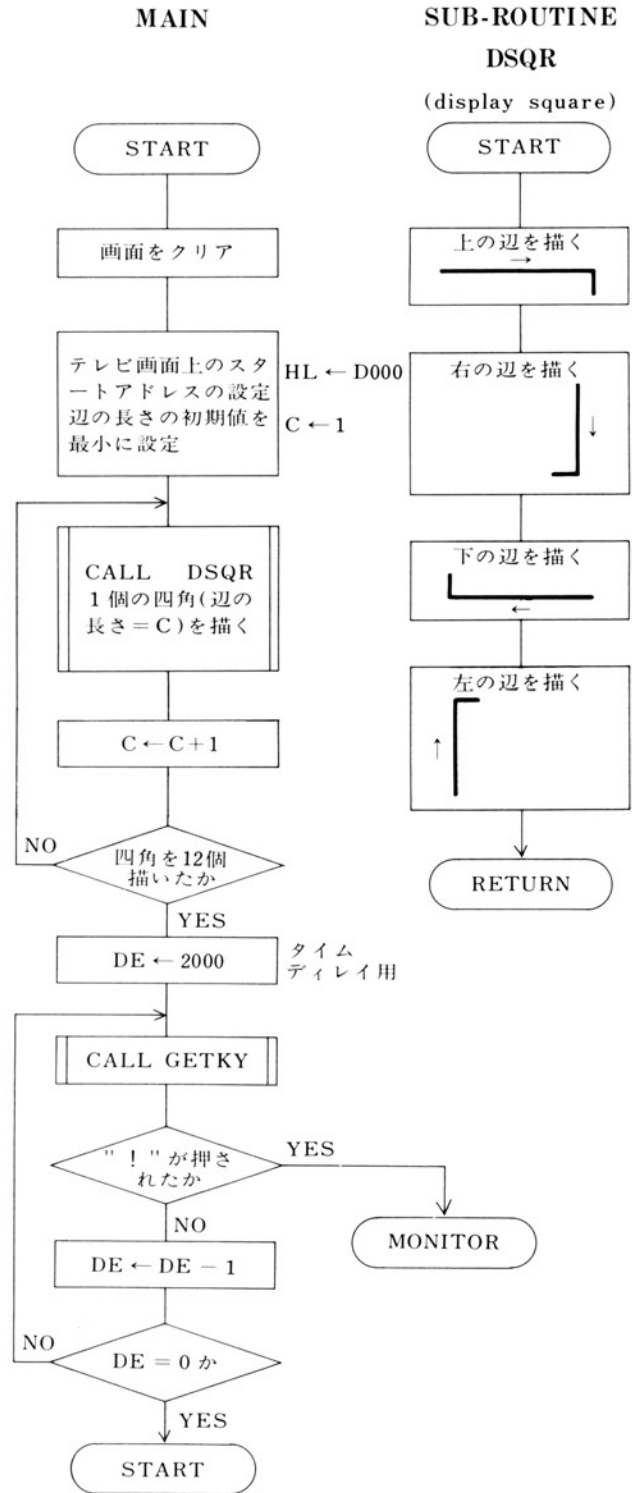 MAIN
START
画面をクリア
テレビ画面上のスタ
ートアドレスの設定
辺の長さの初期値を
最小に設定
HL ← D000
C ← 1
CALL DSQR
1個の四角(辺の
長さ＝C)を描く
C ← C + 1
NO
四角を12個
描いたか
YES
DE ← 2000
タイム
ディレイ用
CALL GETKY
"！"が押さ
れたか
YES
MONITOR
NO
DE ← DE − 1
NO
DE = 0 か
YES
START
SUB-ROUTINE
DSQR
(display square)
START
上の辺を描く
→
右の辺を描く
↓
下の辺を描く
←
左の辺を描く
↑
RETURN